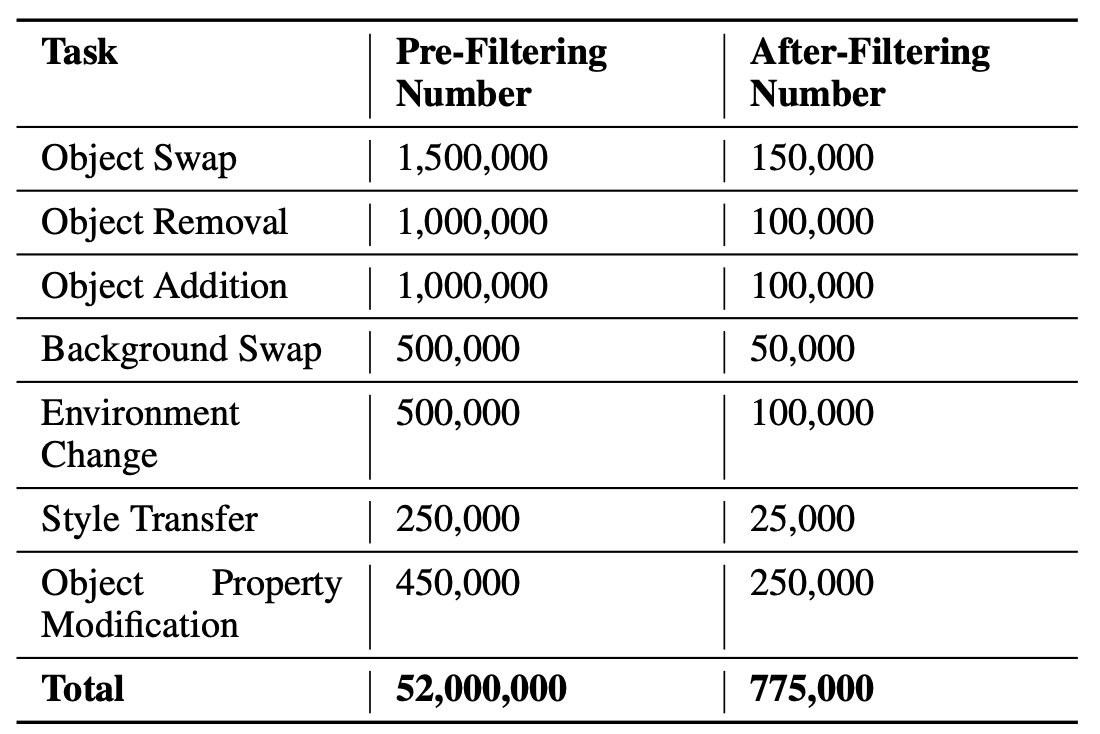 Task Pre-Filtering Number After-Filtering Number
Object Swap 1,500,000 150,000
Object Removal 1,000,000 100,000
Object Addition 1,000,000 100,000
Background Swap 500,000 50,000
Environment Change 500,000 100,000
Style Transfer 250,000 25,000
Object Property Modification 450,000 250,000
Total 52,000,000 775,000